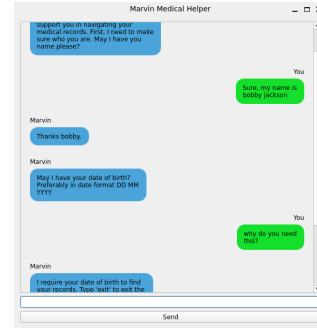 Marvin Medical Helper
support you in navigating your
medical records. First, I need to make
sure who you are. May I have you
name please?
You
Sure, my name is
bobby jackson
Marvin
Thanks bobby.
Marvin
May I have your date of birth?
Preferably in date format DD MM
YYYY
You
why do you need
this?
Marvin
I require your date of birth to find
your records. Type 'exit' to exit the
Send